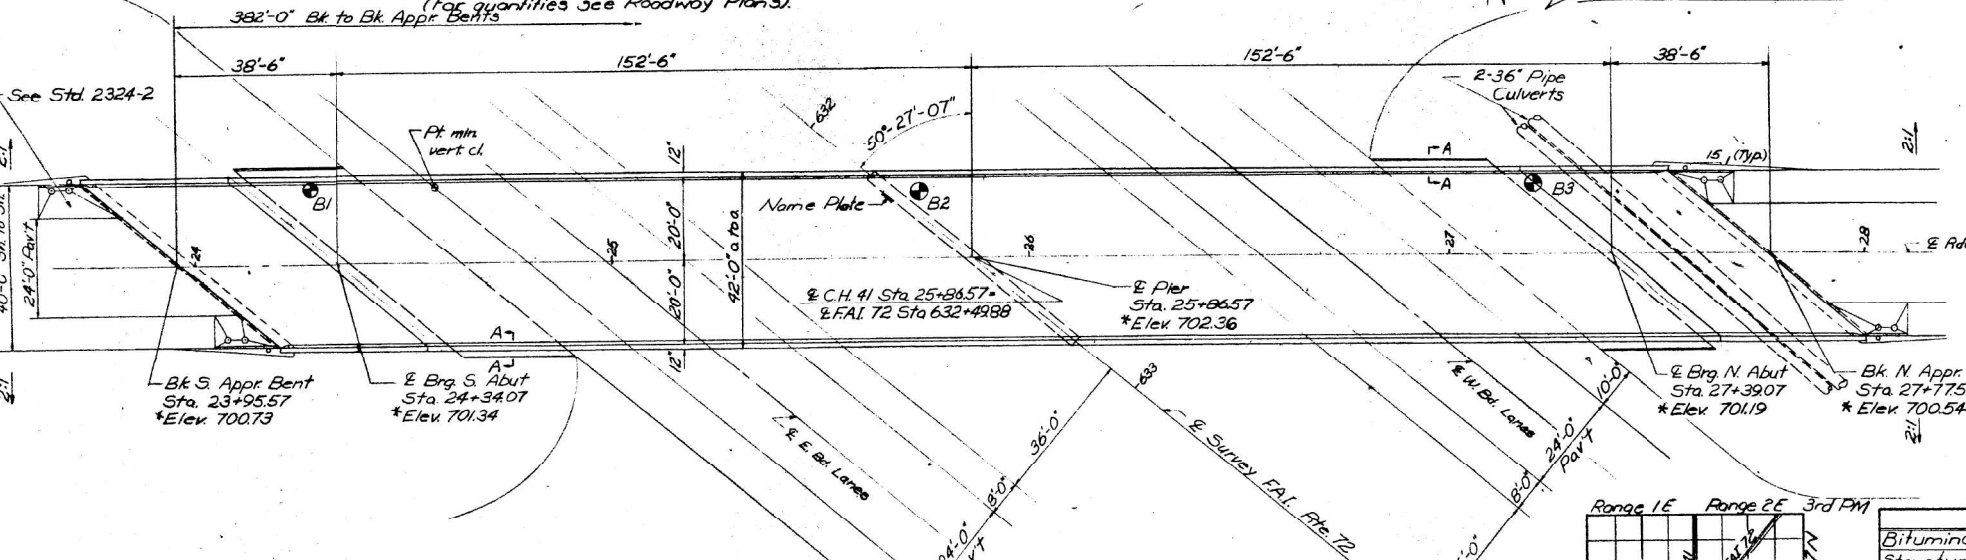 (For quantities See Roadway Plans).
382'-0" Bk. to Bk. Appr. Bents
38'-6"
152'-6"
152'-6"
38'-6"
See Std. 2324-2
2-36" Pipe
Culverts
Pt. min.
vert. cl.
632
50°-27'-07"
2:1
12"
A
A
15' (Typ.)
2:1
B1
Name Plate
B2
B3
40'-0" Sh. to Sh.
24'-0" Pav't
24
25
20'-0"
20'-0"
42'-0" o to o
26
27
28
℄ C.H. 41 Sta. 25+86.57=
℄ F.A.I. 72 Sta. 632+49.88
℄ Pier
Sta. 25+86.57
*Elev. 702.36
A
A
12"
2:1
Bk. S. Appr. Bent
Sta. 23+95.57
*Elev. 700.73
℄ Brg. S. Abut
Sta. 24+34.07
*Elev. 701.34
633
℄ W. Bd. Lanes
10'-0"
℄ Brg. N. Abut
Sta. 27+39.07
*Elev. 701.19
Bk. N. Appr.
Sta. 27+77.5
*Elev. 700.54
2:1
℄ E. Bd. Lanes
36'-0"
8'-0"
℄ Survey F.A.I. Rte. 72
24'-0"
Pav't
8'-0"
Range 1E Range 2E 3rd PM